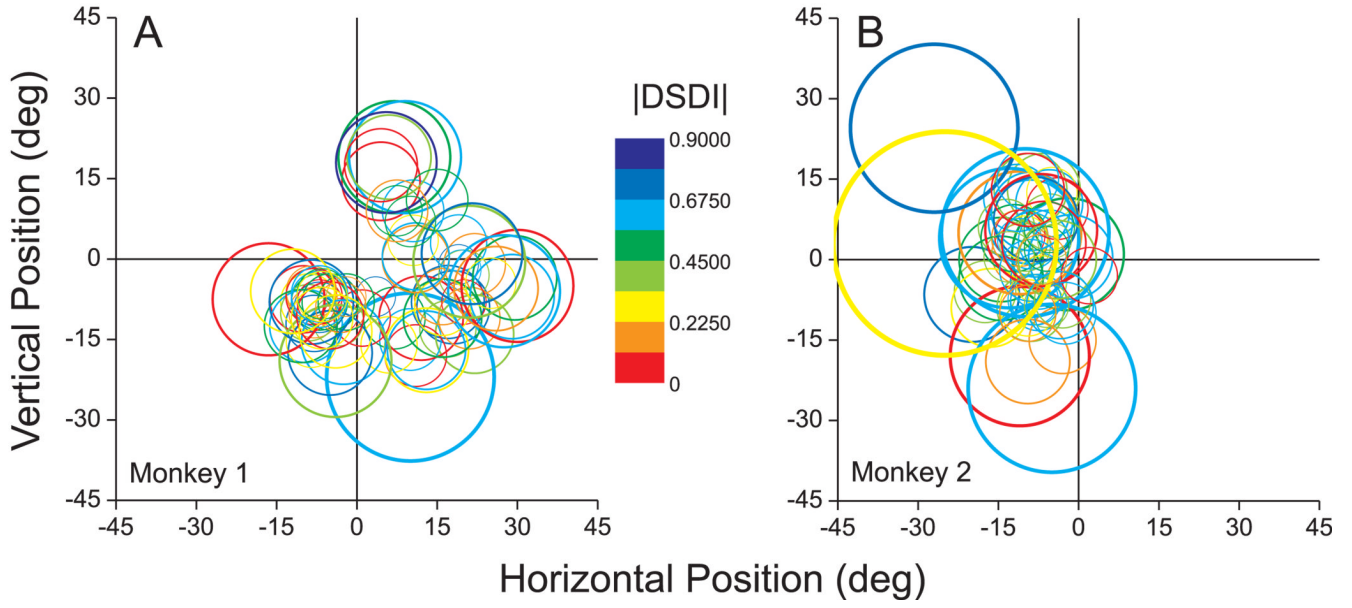 A
B
|DSDI|
0.9000
0.6750
0.4500
0.2250
0
45
30
15
0
-15
-30
-45
-45 -30 -15 0 15 30 45
Monkey 1
45
30
15
0
-15
-30
-45
-45 -30 -15 0 15 30 45
Monkey 2
Vertical Position (deg)
Horizontal Position (deg)